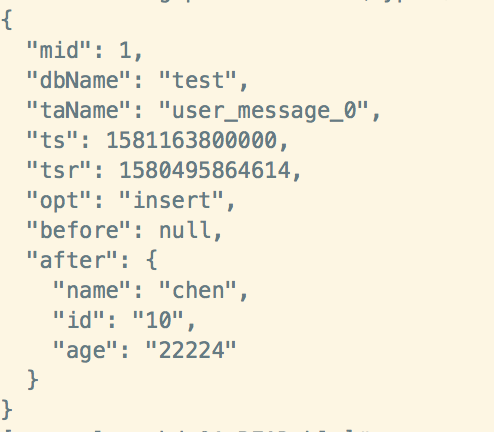 {
  "mid": 1,
  "dbName": "test",
  "taName": "user_message_0",
  "ts": 1581163800000,
  "tsr": 1580495864614,
  "opt": "insert",
  "before": null,
  "after": {
    "name": "chen",
    "id": "10",
    "age": "22224"
  }
}